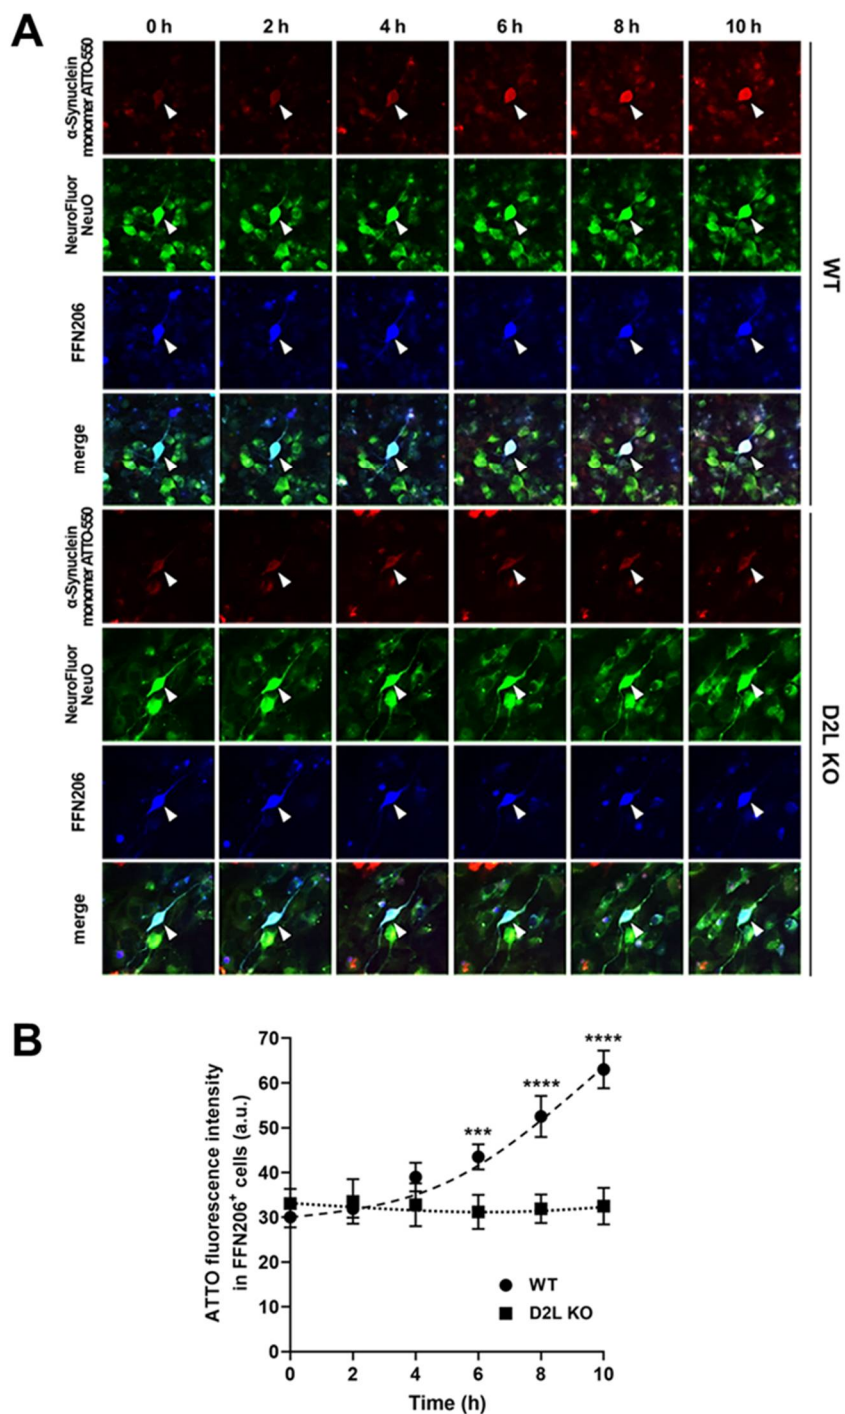 A
0 h 2 h 4 h 6 h 8 h 10 h
α-Synuclein
monomer ATTO-550
NeuroFluor
NeuO
FFN206
merge
WT
α-Synuclein
monomer ATTO-550
NeuroFluor
NeuO
FFN206
merge
D2L KO
B
ATTO fluorescence intensity
in FFN206+ cells (a.u.)
70
60
50
40
30
20
10
0
***
****
****
WT
D2L KO
0 2 4 6 8 10
Time (h)